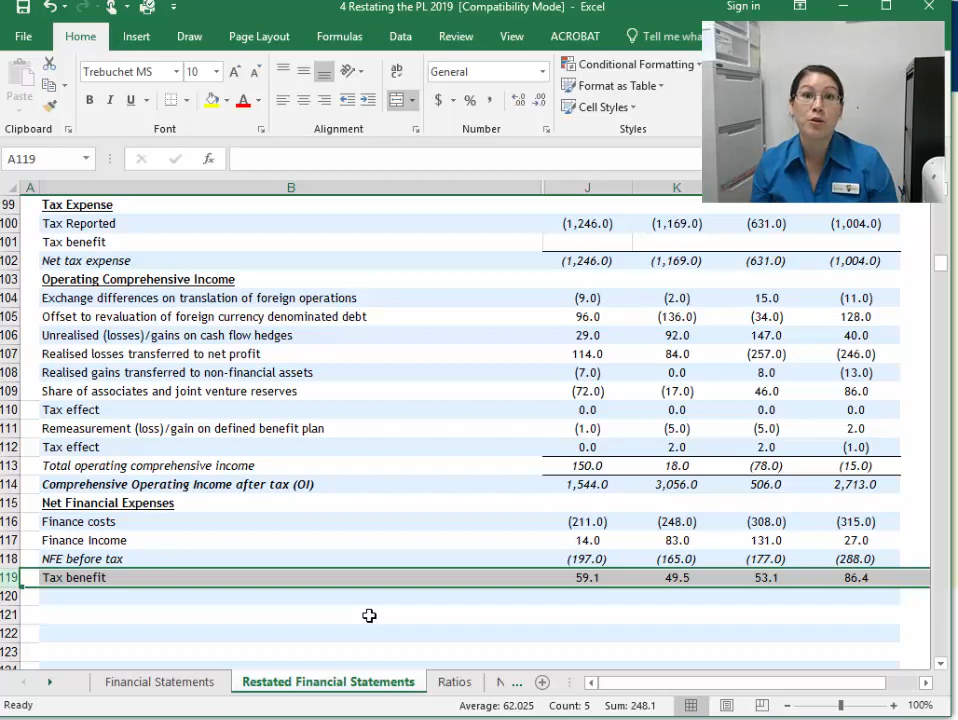 4 Restating the PL 2019 [Compatibility Mode] - Excel
Sign in
File Home Insert Draw Page Layout Formulas Data Review View ACROBAT Tell me wha
Trebuchet MS 10 General Conditional Formatting
Paste Format as Table
B I U $ % Cell Styles
Clipboard Font Alignment Number Styles
A119 fx
A B J K
99 Tax Expense
100 Tax Reported (1,246.0) (1,169.0) (631.0) (1,004.0)
101 Tax benefit
102 Net tax expense (1,246.0) (1,169.0) (631.0) (1,004.0)
103 Operating Comprehensive Income
104 Exchange differences on translation of foreign operations (9.0) (2.0) 15.0 (11.0)
105 Offset to revaluation of foreign currency denominated debt 96.0 (136.0) (34.0) 128.0
106 Unrealised (losses)/gains on cash flow hedges 29.0 92.0 147.0 40.0
107 Realised losses transferred to net profit 114.0 84.0 (257.0) (246.0)
108 Realised gains transferred to non-financial assets (7.0) 0.0 8.0 (13.0)
109 Share of associates and joint venture reserves (72.0) (17.0) 46.0 86.0
110 Tax effect 0.0 0.0 0.0 0.0
111 Remeasurement (loss)/gain on defined benefit plan (1.0) (5.0) (5.0) 2.0
112 Tax effect 0.0 2.0 2.0 (1.0)
113 Total operating comprehensive income 150.0 18.0 (78.0) (15.0)
114 Comprehensive Operating Income after tax (OI) 1,544.0 3,056.0 506.0 2,713.0
115 Net Financial Expenses
116 Finance costs (211.0) (248.0) (308.0) (315.0)
117 Finance Income 14.0 83.0 131.0 27.0
118 NFE before tax (197.0) (165.0) (177.0) (288.0)
119 Tax benefit 59.1 49.5 53.1 86.4
120
121
122
123
124
Financial Statements Restated Financial Statements Ratios N ...
Ready Average: 62.025 Count: 5 Sum: 248.1 100%